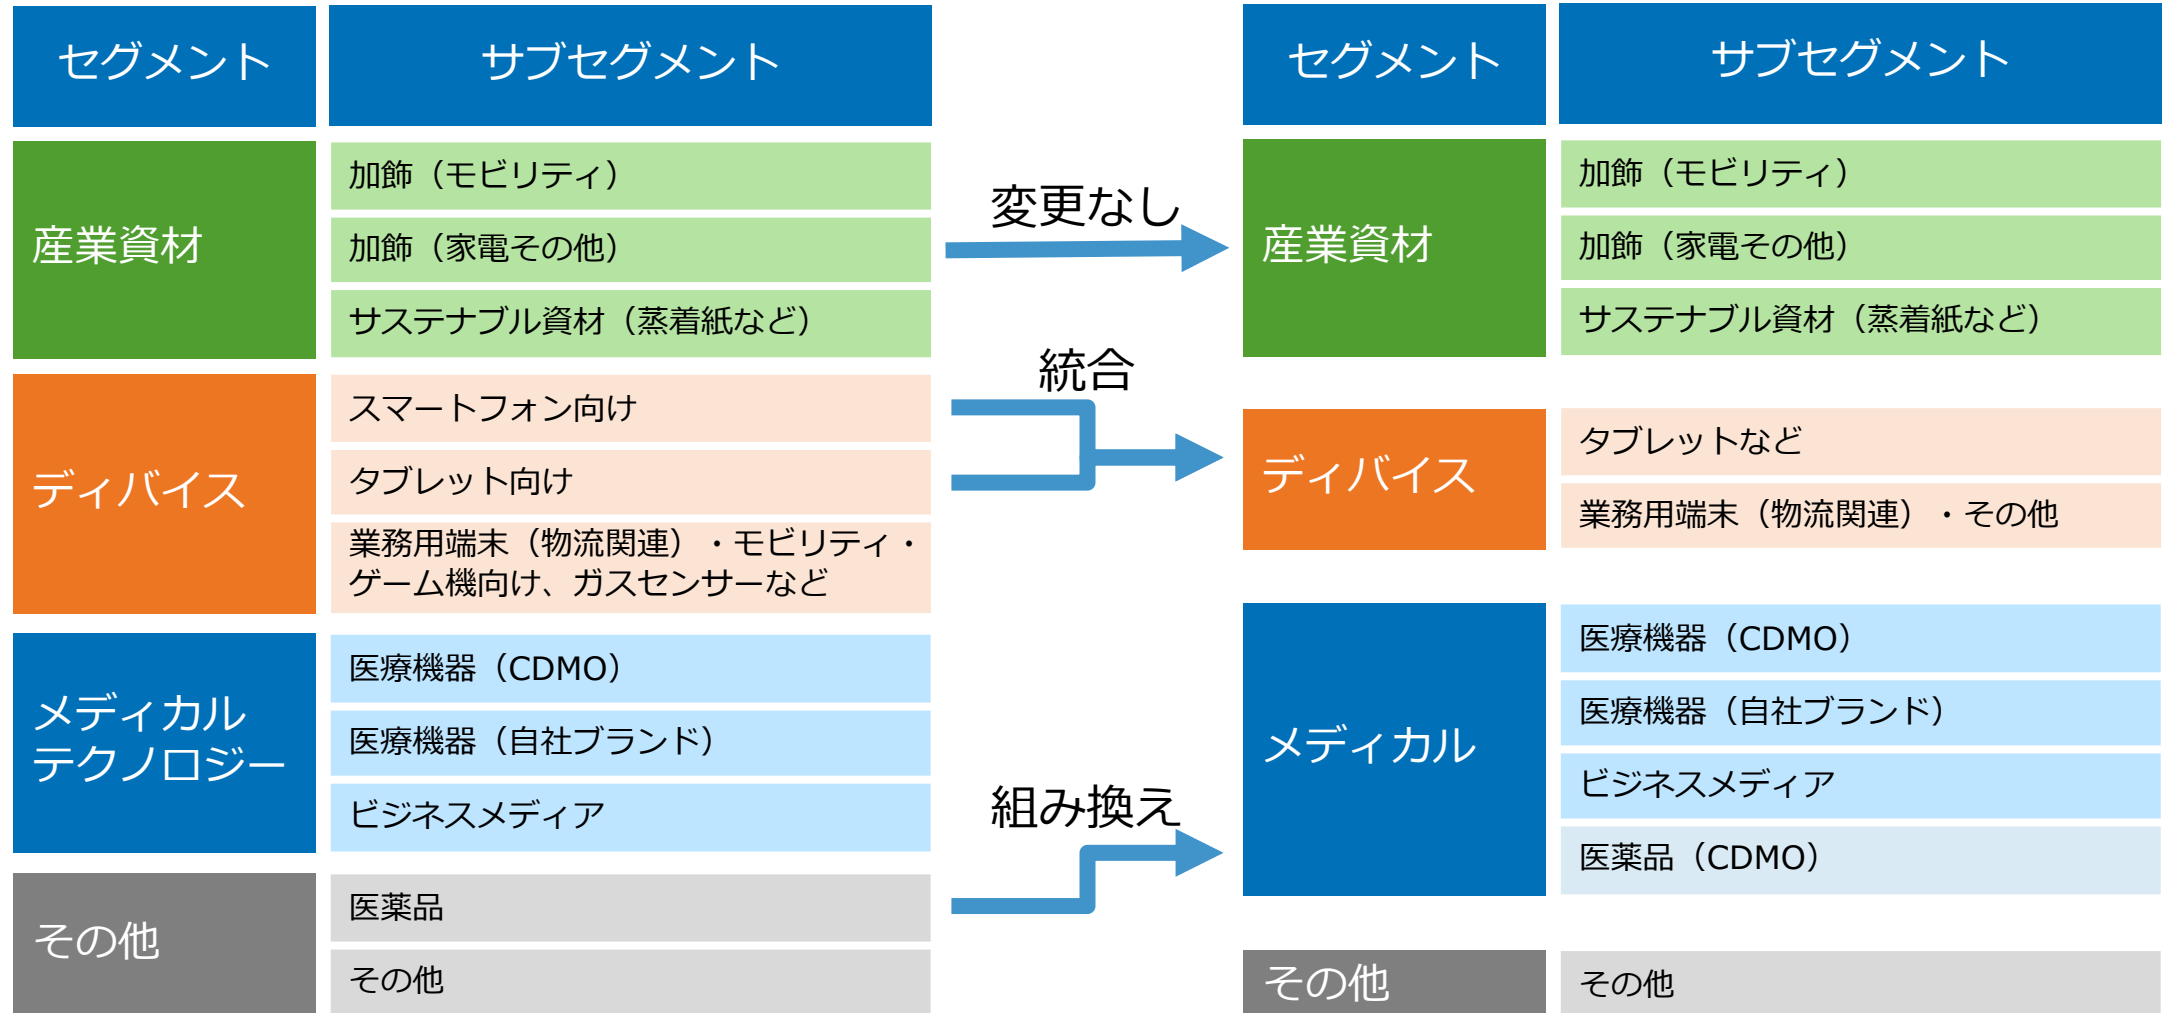 セグメント
サブセグメント
産業資材
加飾（モビリティ）
加飾（家電その他）
サステナブル資材（蒸着紙など）
ディバイス
スマートフォン向け
タブレット向け
業務用端末（物流関連）・モビリティ・
ゲーム機向け、ガスセンサーなど
メディカル
テクノロジー
医療機器（CDMO）
医療機器（自社ブランド）
ビジネスメディア
その他
医薬品
その他
変更なし
統合
組み換え
セグメント
サブセグメント
産業資材
加飾（モビリティ）
加飾（家電その他）
サステナブル資材（蒸着紙など）
ディバイス
タブレットなど
業務用端末（物流関連）・その他
メディカル
医療機器（CDMO）
医療機器（自社ブランド）
ビジネスメディア
医薬品（CDMO）
その他
その他